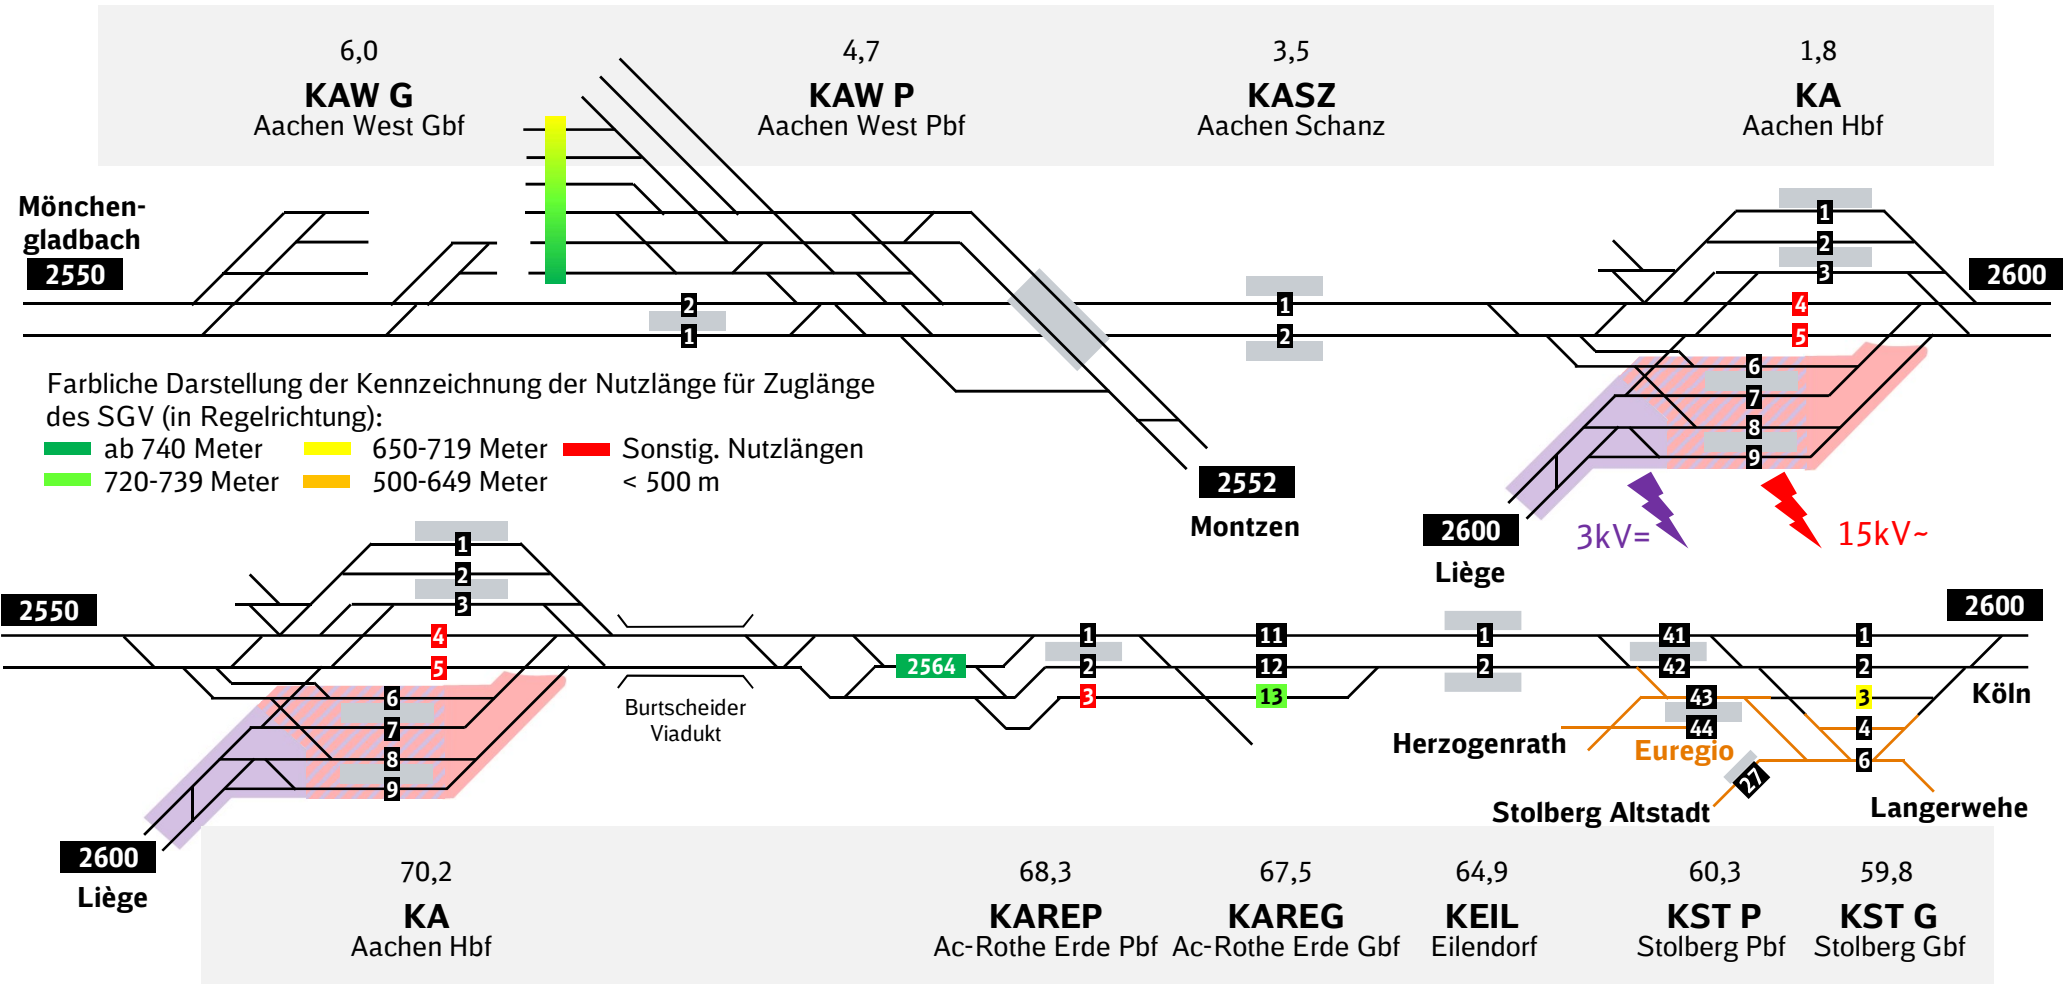 6,0
KAW G
Aachen West Gbf
4,7
KAW P
Aachen West Pbf
3,5
KASZ
Aachen Schanz
1,8
KA
Aachen Hbf
Mönchen-
gladbach
2550
2
1
1
2
1
2
3
4
5
6
7
8
9
2600
Farbliche Darstellung der Kennzeichnung der Nutzlänge für Zuglänge
des SGV (in Regelrichtung):
ab 740 Meter
650-719 Meter
Sonstig. Nutzlängen
720-739 Meter
500-649 Meter
< 500 m
2552
Montzen
2600
Liège
3kV=
15kV~
2550
1
2
3
4
5
6
7
8
9
2600
Liège
Burtscheider
Viadukt
2564
1
2
3
11
12
13
1
2
41
42
43
44
27
1
2
3
4
6
2600
Köln
Herzogenrath
Euregio
Stolberg Altstadt
Langerwehe
70,2
KA
Aachen Hbf
68,3
KAREP
Ac-Rothe Erde Pbf
67,5
KAREG
Ac-Rothe Erde Gbf
64,9
KEIL
Eilendorf
60,3
KST P
Stolberg Pbf
59,8
KST G
Stolberg Gbf